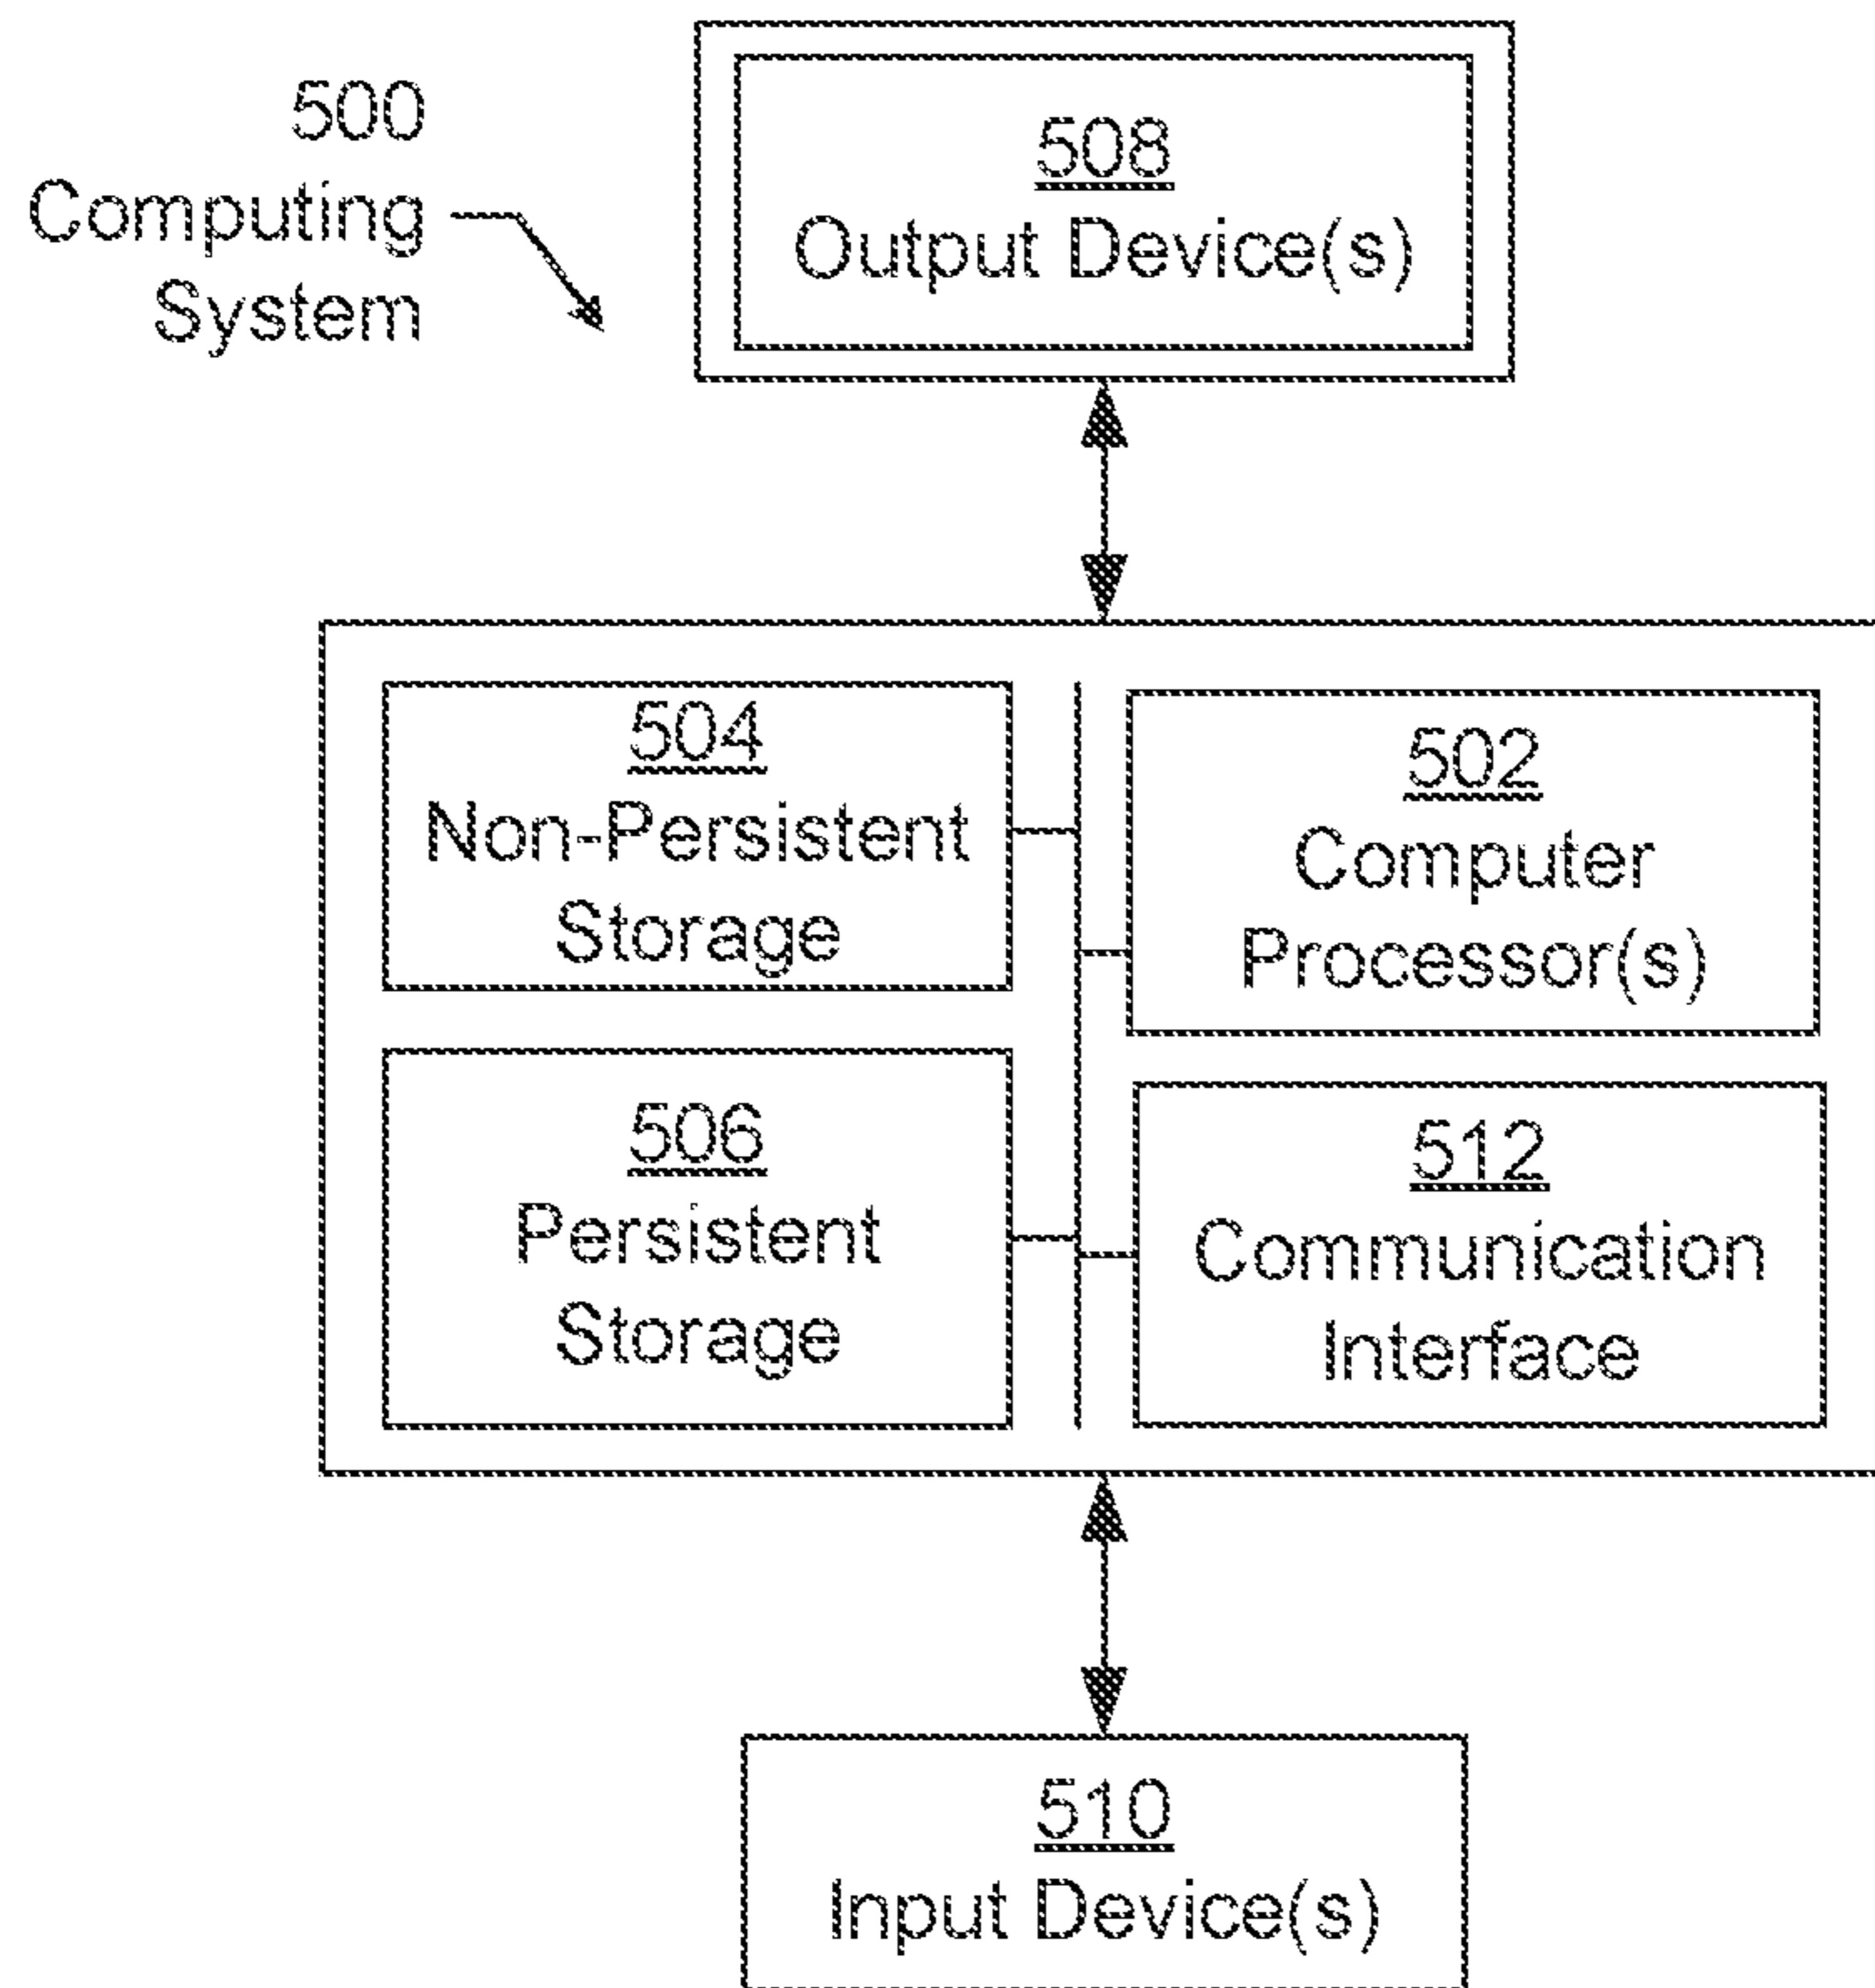 500
Computing
System
508
Output Device(s)
504
Non-Persistent
Storage
502
Computer
Processor(s)
506
Persistent
Storage
512
Communication
Interface
510
Input Device(s)